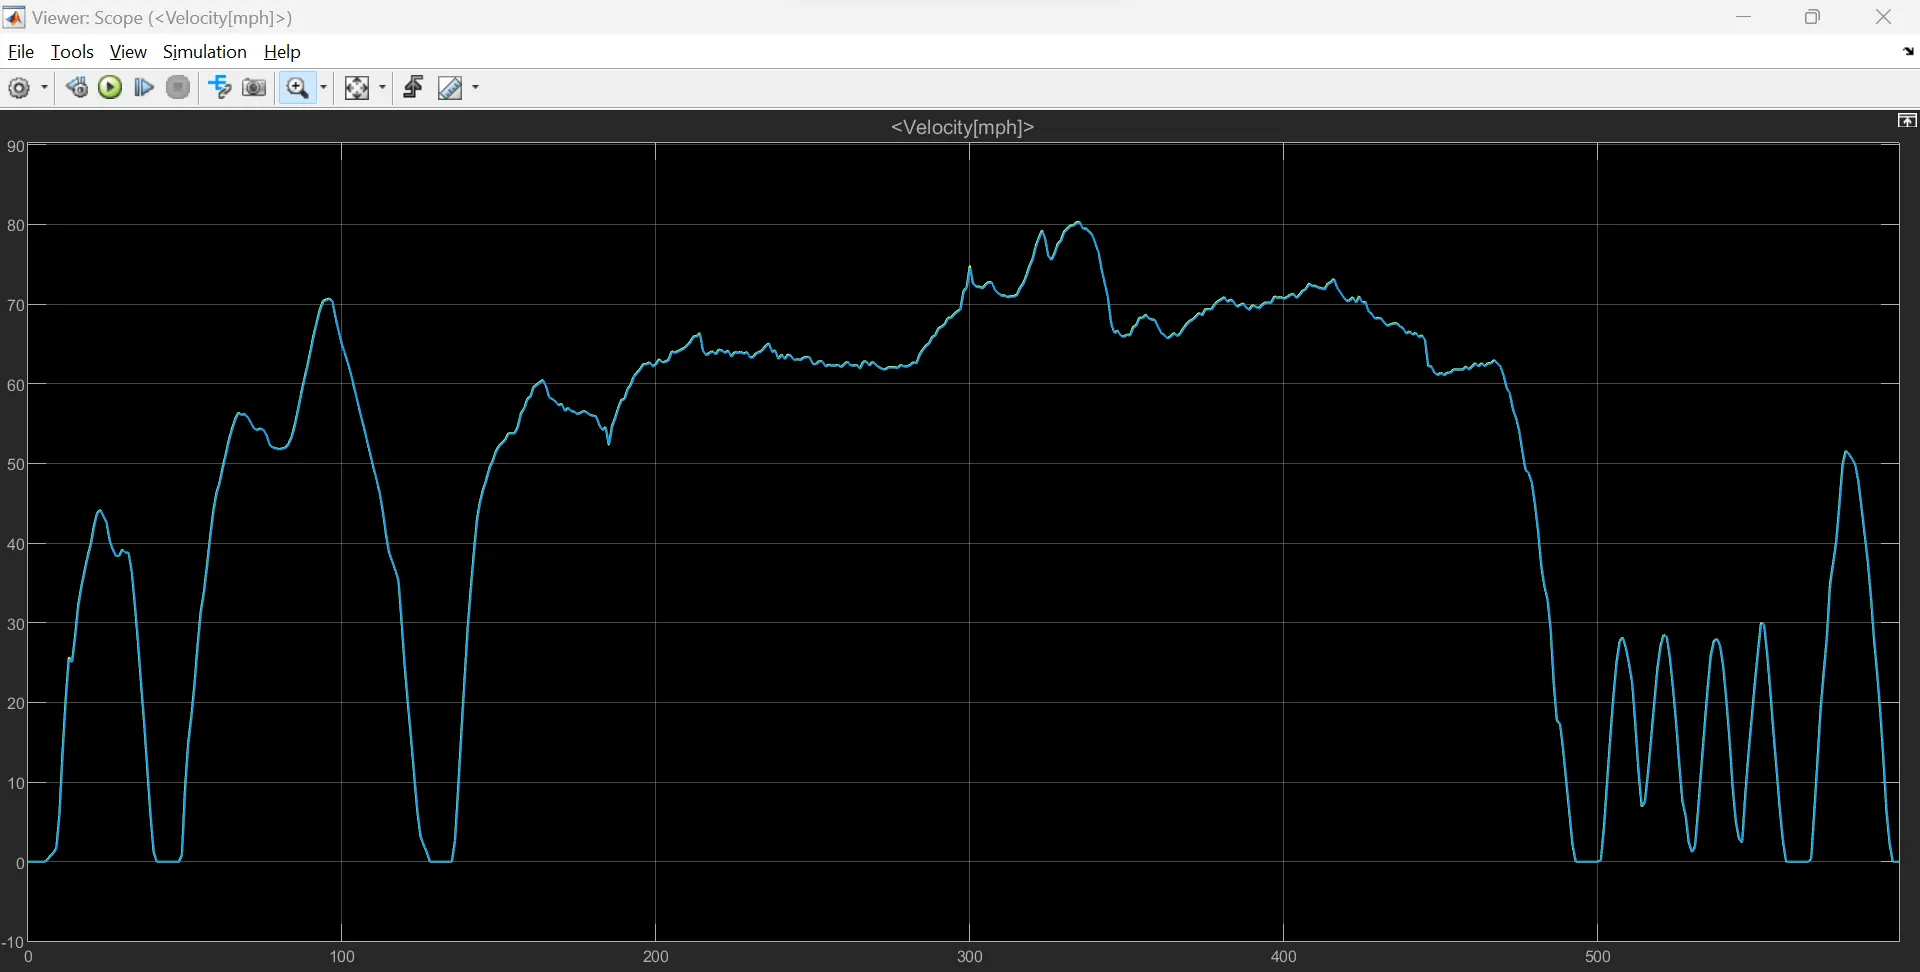 Viewer: Scope (<Velocity[mph]>)
File Tools View Simulation Help
<Velocity[mph]>
90
80
70
60
50
40
30
20
10
0
-10
0 100 200 300 400 500